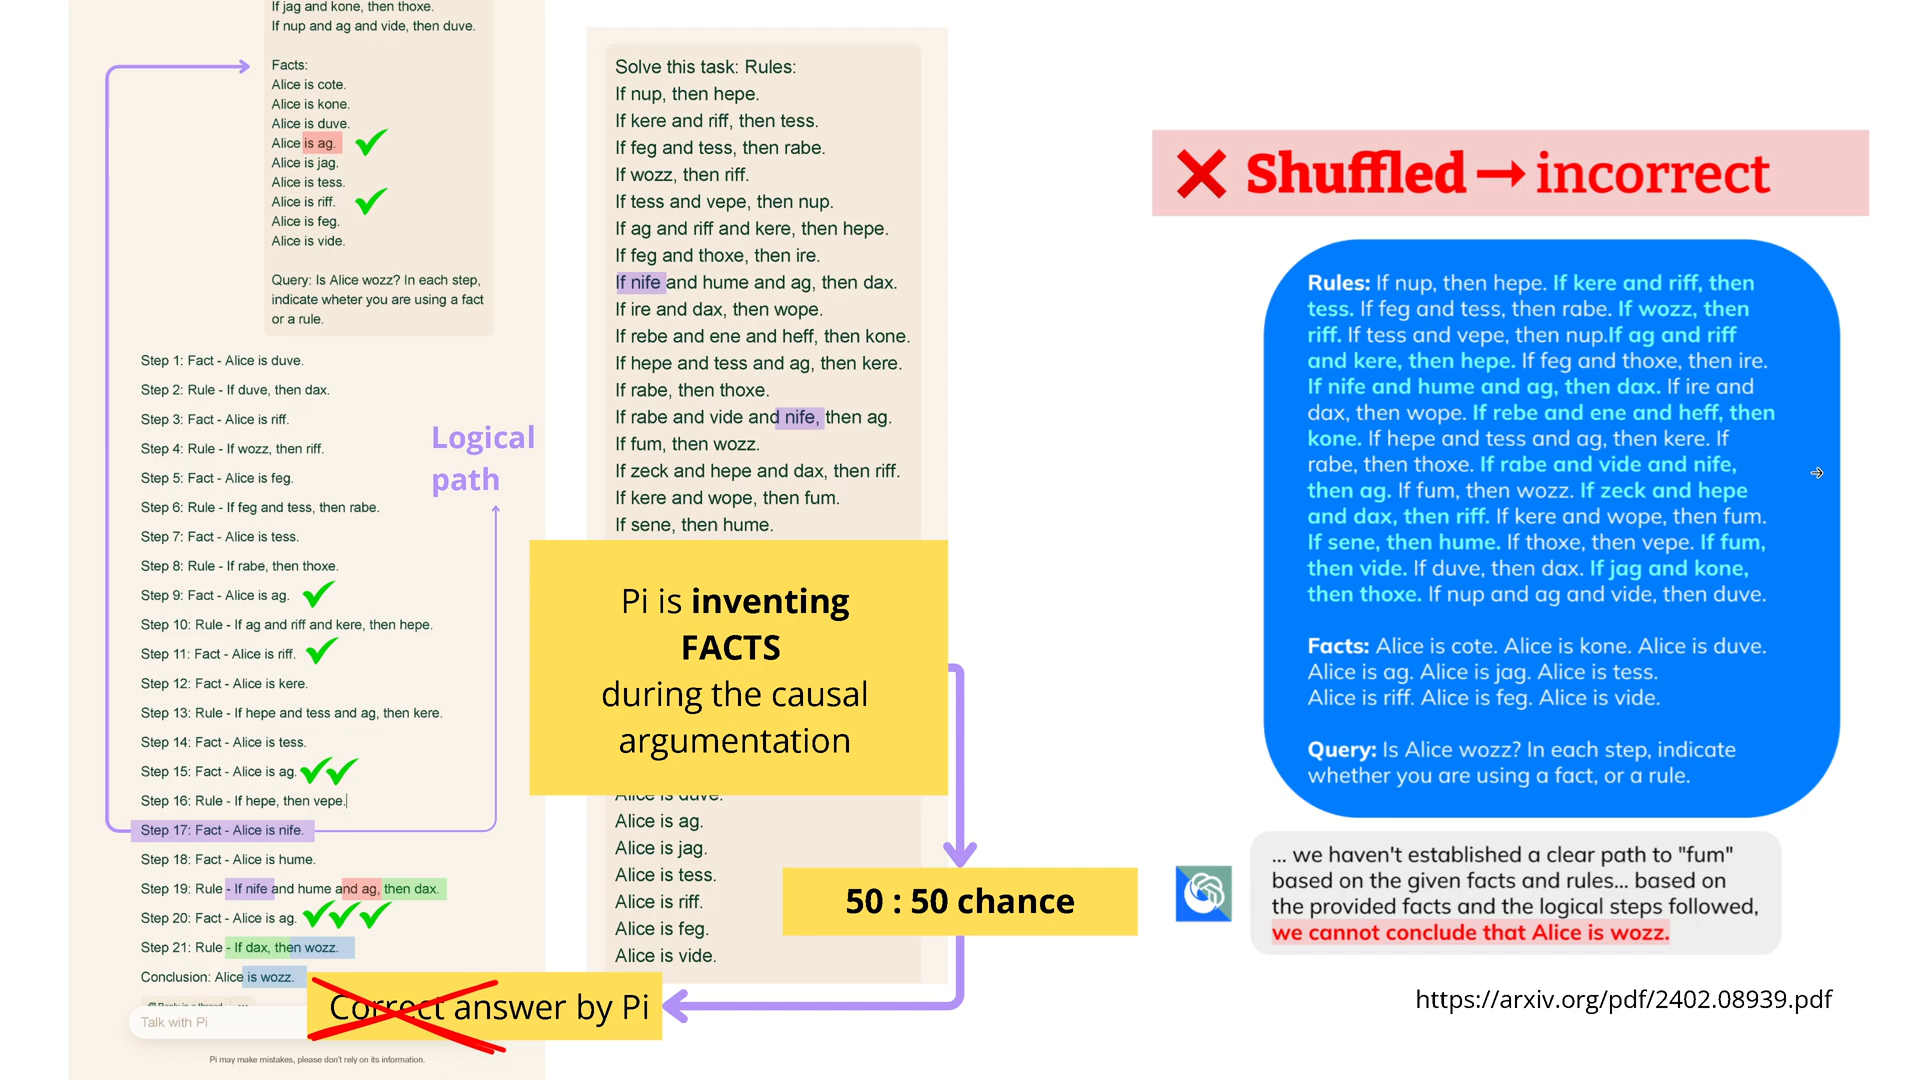 If jag and kone, then thoxe.
If nup and ag and vide, then duve.
Facts:
Alice is cote.
Alice is kone.
Alice is duve.
Alice is ag.
Alice is jag.
Alice is tess.
Alice is riff.
Alice is feg.
Alice is vide.
Query: Is Alice wozz? In each step,
indicate wheter you are using a fact
or a rule.
Step 1: Fact - Alice is duve.
Step 2: Rule - If duve, then dax.
Step 3: Fact - Alice is riff.
Step 4: Rule - If wozz, then riff.
Step 5: Fact - Alice is feg.
Step 6: Rule - If feg and tess, then rabe.
Step 7: Fact - Alice is tess.
Step 8: Rule - If rabe, then thoxe.
Step 9: Fact - Alice is ag.
Step 10: Rule - If ag and riff and kere, then hepe.
Step 11: Fact - Alice is riff.
Step 12: Fact - Alice is kere.
Step 13: Rule - If hepe and tess and ag, then kere.
Step 14: Fact - Alice is tess.
Step 15: Fact - Alice is ag.
Step 16: Rule - If hepe, then vepe.
Step 17: Fact - Alice is nife.
Step 18: Fact - Alice is hume.
Step 19: Rule - If nife and hume and ag, then dax.
Step 20: Fact - Alice is ag.
Step 21: Rule - If dax, then wozz.
Conclusion: Alice is wozz.
Talk with Pi
Pi may make mistakes, please don't rely on its information.
Logical
path
Solve this task: Rules:
If nup, then hepe.
If kere and riff, then tess.
If feg and tess, then rabe.
If wozz, then riff.
If tess and vepe, then nup.
If ag and riff and kere, then hepe.
If feg and thoxe, then ire.
If nife and hume and ag, then dax.
If ire and dax, then wope.
If rebe and ene and heff, then kone.
If hepe and tess and ag, then kere.
If rabe, then thoxe.
If rabe and vide and nife, then ag.
If fum, then wozz.
If zeck and hepe and dax, then riff.
If kere and wope, then fum.
If sene, then hume.
Pi is inventing
FACTS
during the causal
argumentation
Alice is duve.
Alice is ag.
Alice is jag.
Alice is tess.
Alice is riff.
Alice is feg.
Alice is vide.
50 : 50 chance
Correct answer by Pi
Shuffled → incorrect
Rules: If nup, then hepe. If kere and riff, then
tess. If feg and tess, then rabe. If wozz, then
riff. If tess and vepe, then nup.If ag and riff
and kere, then hepe. If feg and thoxe, then ire.
If nife and hume and ag, then dax. If ire and
dax, then wope. If rebe and ene and heff, then
kone. If hepe and tess and ag, then kere. If
rabe, then thoxe. If rabe and vide and nife,
then ag. If fum, then wozz. If zeck and hepe
and dax, then riff. If kere and wope, then fum.
If sene, then hume. If thoxe, then vepe. If fum,
then vide. If duve, then dax. If jag and kone,
then thoxe. If nup and ag and vide, then duve.
Facts: Alice is cote. Alice is kone. Alice is duve.
Alice is ag. Alice is jag. Alice is tess.
Alice is riff. Alice is feg. Alice is vide.
Query: Is Alice wozz? In each step, indicate
whether you are using a fact, or a rule.
... we haven't established a clear path to "fum"
based on the given facts and rules... based on
the provided facts and the logical steps followed,
we cannot conclude that Alice is wozz.
https://arxiv.org/pdf/2402.08939.pdf